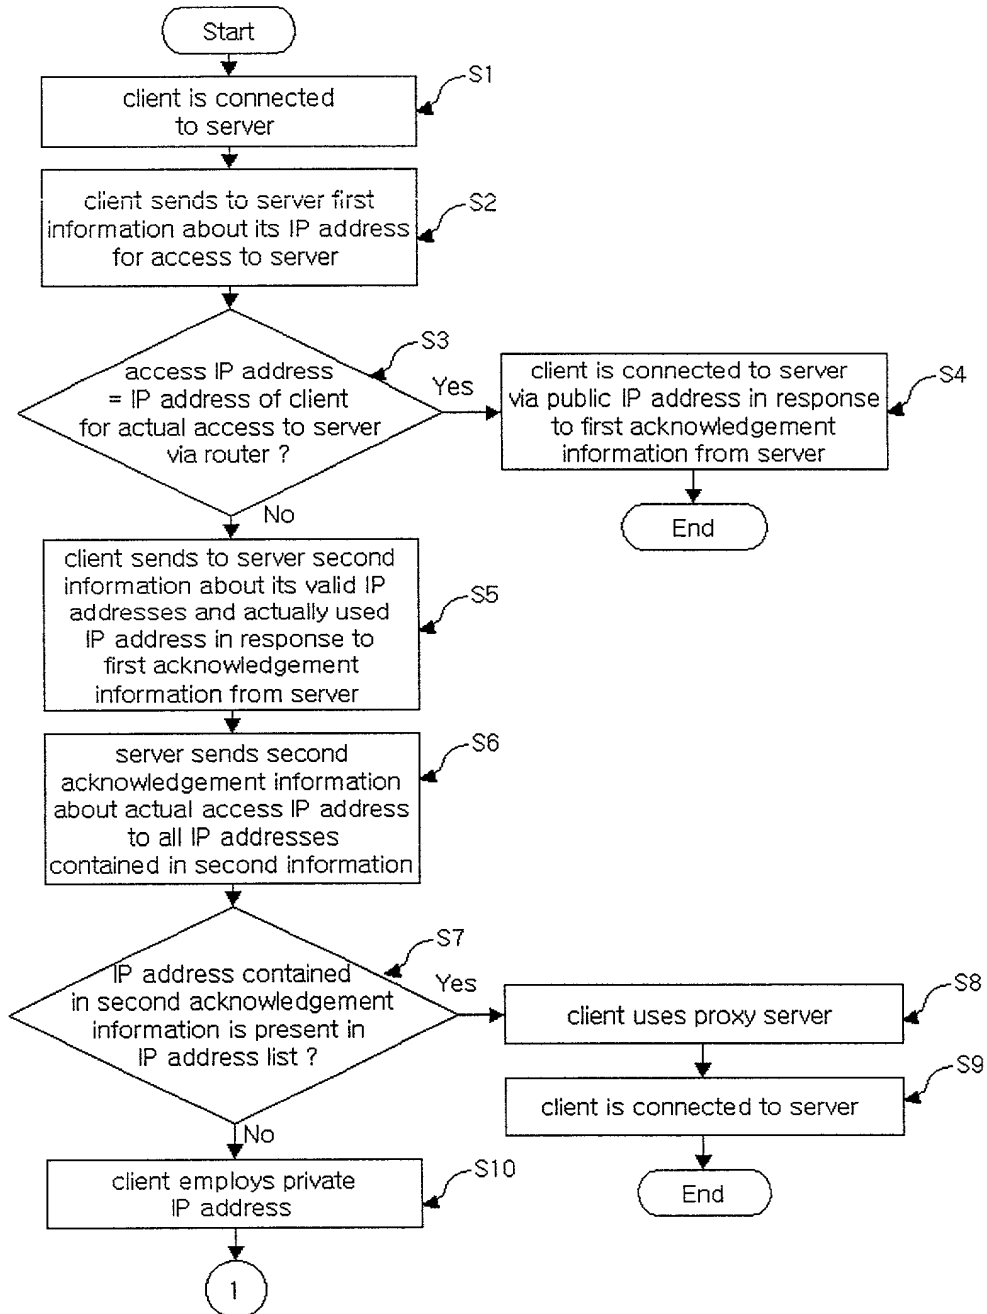 Start
client is connected
to server
S1
client sends to server first
information about its IP address
for access to server
S2
access IP address
= IP address of client
for actual access to server
via router ?
S3
Yes
client is connected to server
via public IP address in response
to first acknowledgement
information from server
S4
End
No
client sends to server second
information about its valid IP
addresses and actually used
IP address in response to
first acknowledgement
information from server
S5
server sends second
acknowledgement information
about actual access IP address
to all IP addresses
contained in second information
S6
IP address contained
in second acknowledgement
information is present in
IP address list ?
S7
Yes
client uses proxy server
S8
client is connected to server
S9
End
No
client employs private
IP address
S10
1